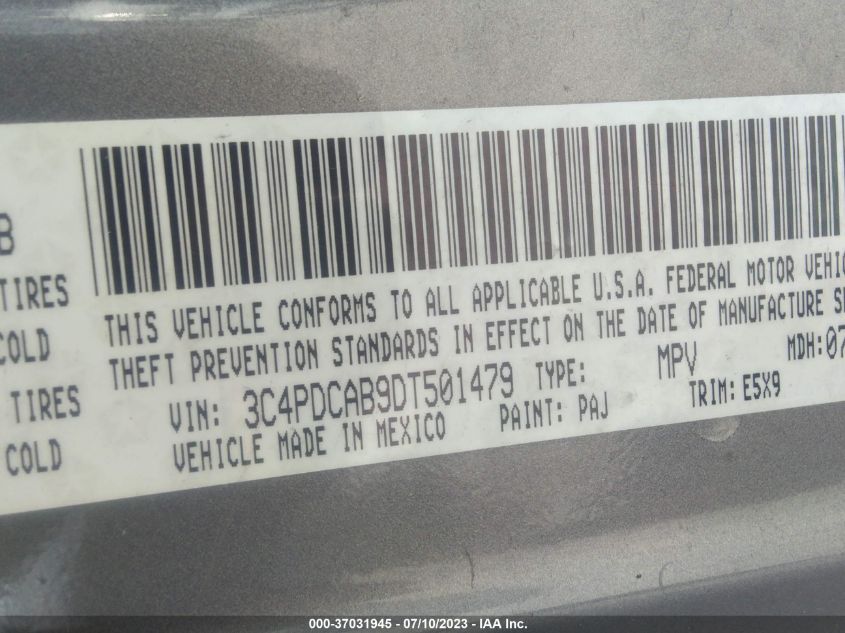 B
TIRES
COLD
TIRES
COLD
THIS VEHICLE CONFORMS TO ALL APPLICABLE U.S.A. FEDERAL MOTOR VEHIC
THEFT PREVENTION STANDARDS IN EFFECT ON THE DATE OF MANUFACTURE S
VIN: 3C4PDCAB9DT501479 TYPE: MPV MDH:07
VEHICLE MADE IN MEXICO PAINT: PAJ TRIM: E5X9
000-37031945 - 07/10/2023 - IAA Inc.